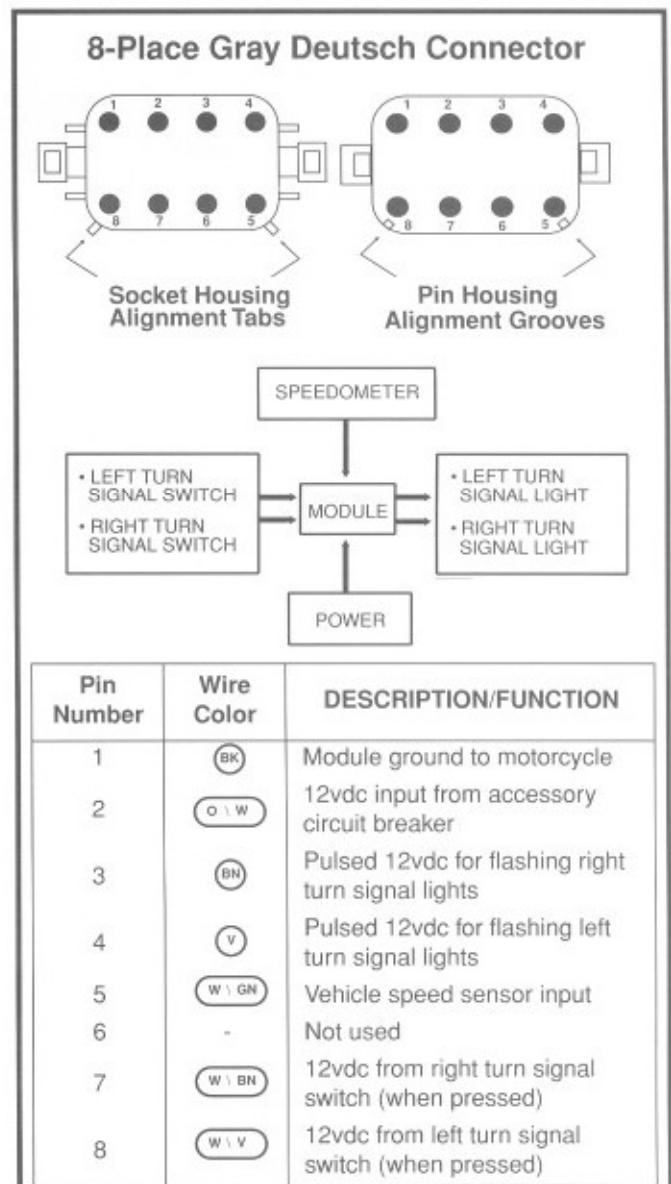 8-Place Gray Deutsch Connector
1 2 3 4
8 7 6 5
1 2 3 4
8 7 6 5
Socket Housing
Alignment Tabs
Pin Housing
Alignment Grooves
SPEEDOMETER
• LEFT TURN
SIGNAL SWITCH
• RIGHT TURN
SIGNAL SWITCH
MODULE
• LEFT TURN
SIGNAL LIGHT
• RIGHT TURN
SIGNAL LIGHT
POWER
Pin
Number
Wire
Color
DESCRIPTION/FUNCTION
1 BK Module ground to motorcycle
2 O \ W 12vdc input from accessory
circuit breaker
3 BN Pulsed 12vdc for flashing right
turn signal lights
4 V Pulsed 12vdc for flashing left
turn signal lights
5 W \ GN Vehicle speed sensor input
6 - Not used
7 W \ BN 12vdc from right turn signal
switch (when pressed)
8 W \ V 12vdc from left turn signal
switch (when pressed)